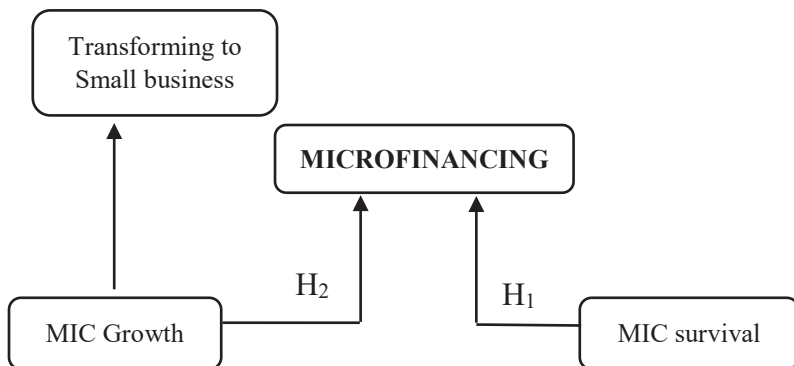 Transforming to
Small business
MICROFINANCING
H₂
H₁
MIC Growth
MIC survival